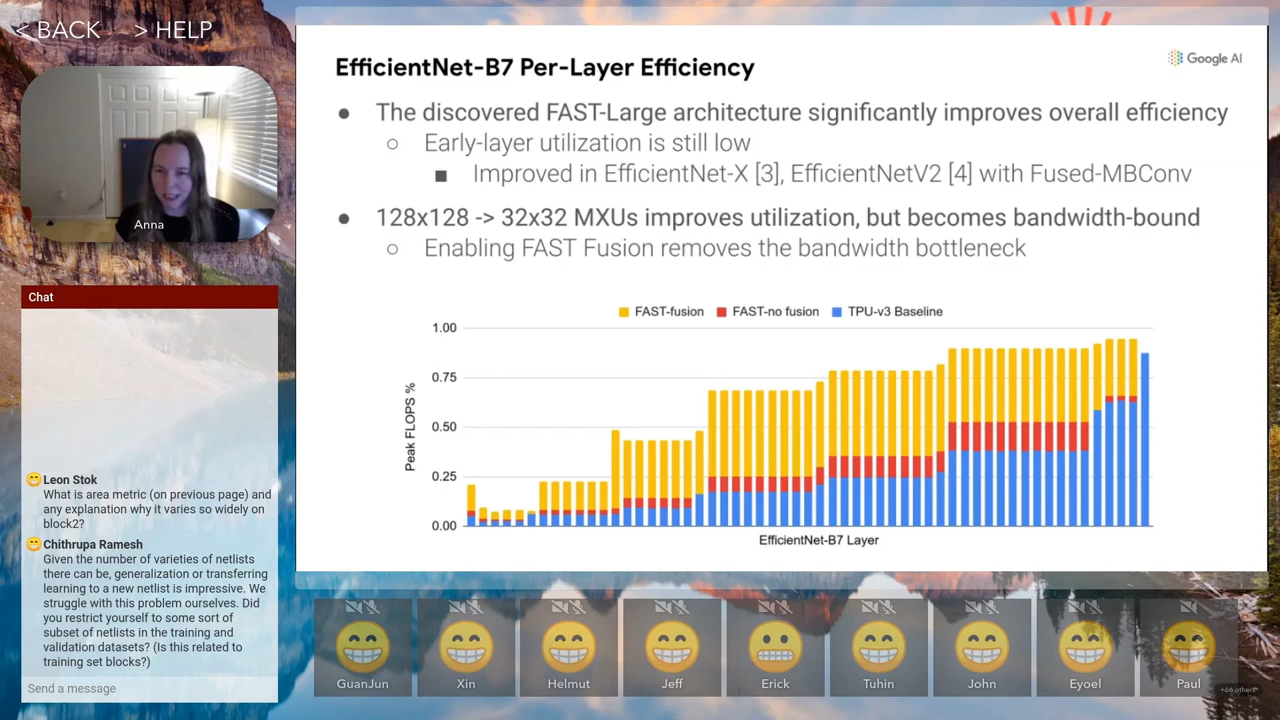 < BACK > HELP
Anna
Chat
Leon Stok
What is area metric (on previous page) and
any explanation why it varies so widely on
block2?
Chithrupa Ramesh
Given the number of varieties of netlists
there can be, generalization or transferring
learning to a new netlist is impressive. We
struggle with this problem ourselves. Did
you restrict yourself to some sort of
subset of netlists in the training and
validation datasets? (Is this related to
training set blocks?)
Send a message
EfficientNet-B7 Per-Layer Efficiency
Google AI
● The discovered FAST-Large architecture significantly improves overall efficiency
○ Early-layer utilization is still low
■ Improved in EfficientNet-X [3], EfficientNetV2 [4] with Fused-MBConv
● 128x128 -> 32x32 MXUs improves utilization, but becomes bandwidth-bound
○ Enabling FAST Fusion removes the bandwidth bottleneck
FAST-fusion FAST-no fusion TPU-v3 Baseline
1.00
0.75
0.50
0.25
0.00
Peak FLOPS %
EfficientNet-B7 Layer
GuanJun Xin Helmut Jeff Erick Tuhin John Eyoel Paul
+66 others